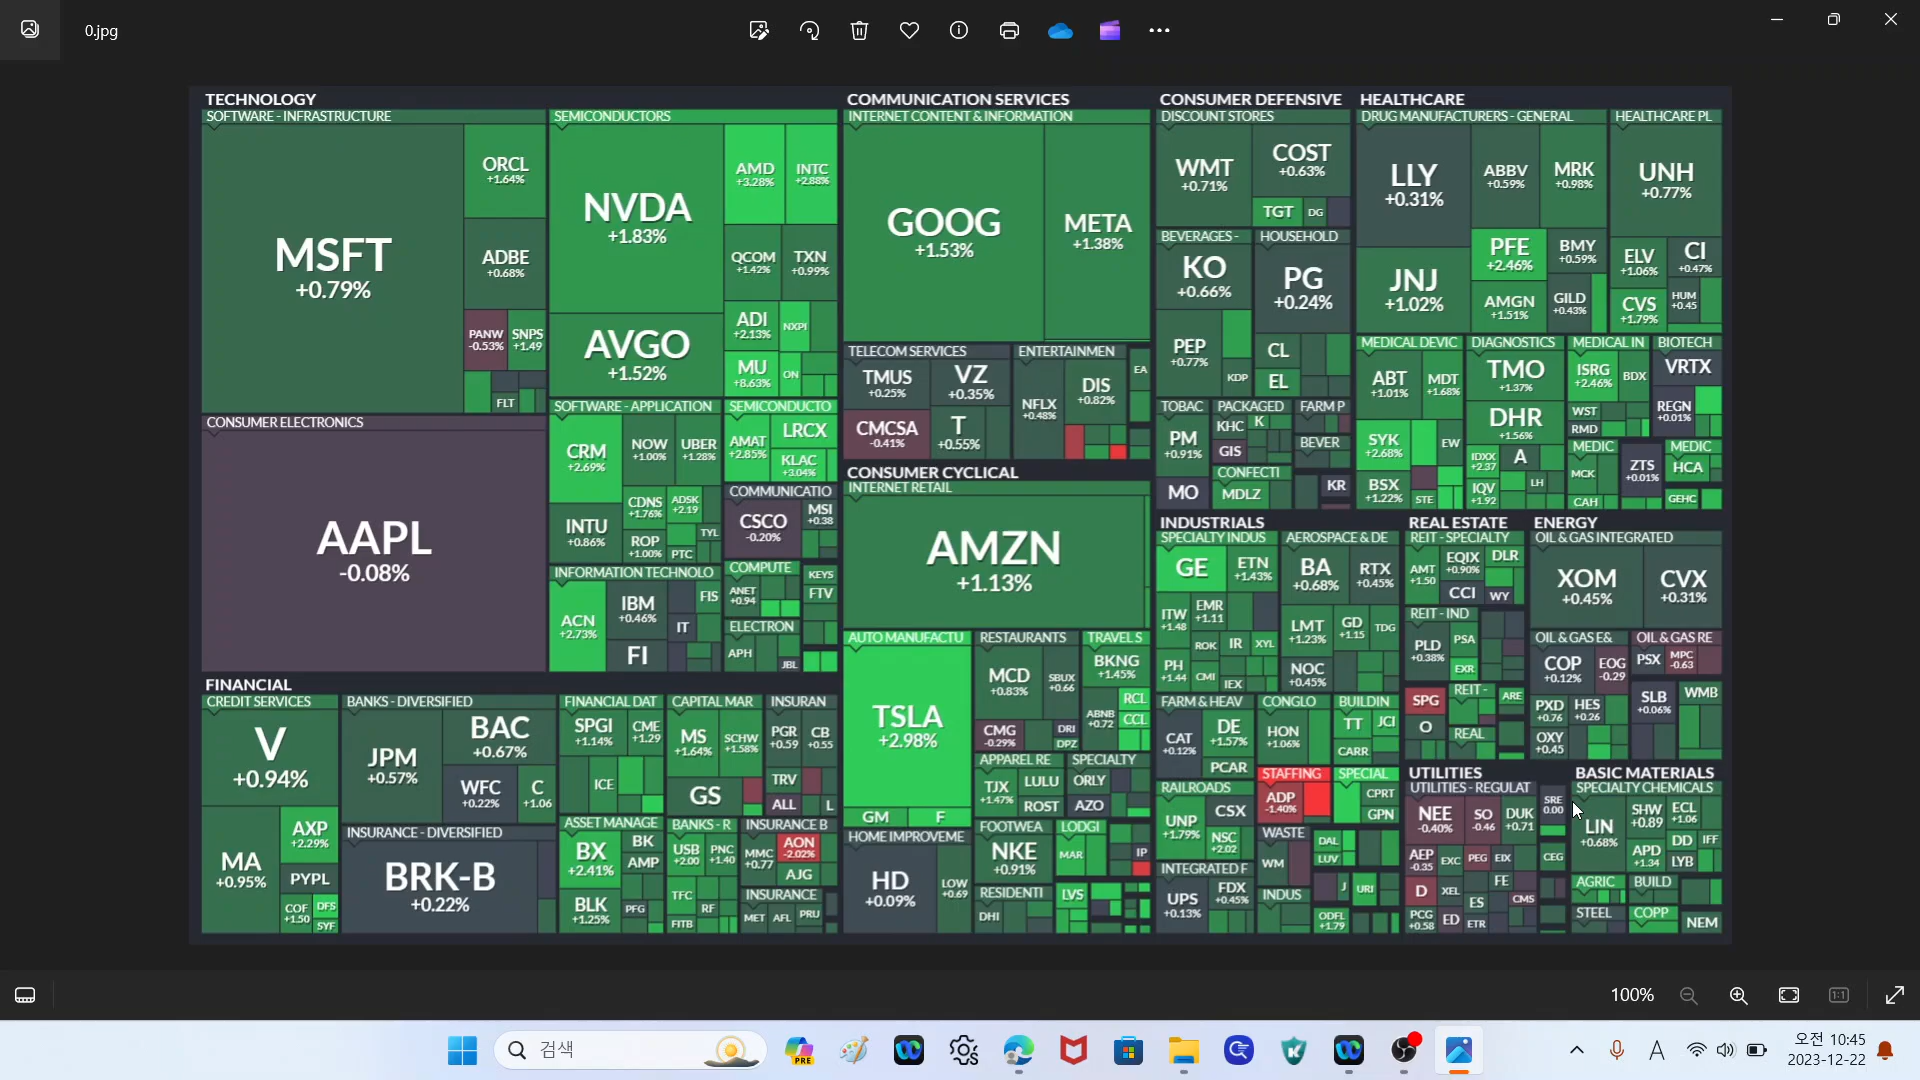 0.jpg
TECHNOLOGY
SOFTWARE - INFRASTRUCTURE
MSFT
+0.79%
ORCL
+1.64%
ADBE
+0.68%
PANW
-0.53%
SNPS
+1.49
FLT
CONSUMER ELECTRONICS
AAPL
-0.08%
SEMICONDUCTORS
NVDA
+1.83%
AMD
+3.28%
INTC
+2.88%
QCOM
+1.42%
TXN
+0.99%
AVGO
+1.52%
ADI
+2.13%
NXPI
MU
+8.63%
ON
SOFTWARE - APPLICATION
CRM
+2.69%
NOW
+1.00%
UBER
+1.28%
INTU
+0.86%
CDNS
+1.76%
ADSK
+2.19
ROP
+1.00%
TYL
PTC
SEMICONDUCTO
AMAT
+2.85%
LRCX
KLAC
+3.04%
COMMUNICATIO
CSCO
-0.20%
MSI
+0.38
INFORMATION TECHNOLO
ACN
+2.73%
IBM
+0.46%
FIS
IT
FI
COMPUTE
ANET
+0.94
KEYS
FTV
ELECTRON
APH
JBL
COMMUNICATION SERVICES
INTERNET CONTENT & INFORMATION
GOOG
+1.53%
META
+1.38%
TELECOM SERVICES
TMUS
+0.25%
VZ
+0.35%
CMCSA
-0.41%
T
+0.55%
ENTERTAINMEN
NFLX
+0.48%
DIS
+0.82%
EA
CONSUMER CYCLICAL
INTERNET RETAIL
AMZN
+1.13%
AUTO MANUFACTU
TSLA
+2.98%
GM
F
RESTAURANTS
MCD
+0.83%
SBUX
+0.66
CMG
-0.29%
DRI
DPZ
TRAVEL S
BKNG
+1.45%
ABNB
+0.72
RCL
CCL
APPAREL RE
TJX
+1.47%
LULU
ROST
SPECIALTY
ORLY
AZO
HOME IMPROVEME
HD
+0.09%
LOW
+0.69
FOOTWEA
NKE
+0.91%
LODGI
MAR
IP
RESIDENTI
DHI
LVS
CONSUMER DEFENSIVE
DISCOUNT STORES
WMT
+0.71%
COST
+0.63%
TGT
DG
BEVERAGES -
KO
+0.66%
PEP
+0.77%
KDP
HOUSEHOLD
PG
+0.24%
CL
EL
TOBAC
PM
+0.91%
MO
PACKAGED
KHC
K
GIS
FARM P
BEVER
CONFECTI
MDLZ
KR
HEALTHCARE
DRUG MANUFACTURERS - GENERAL
LLY
+0.31%
ABBV
+0.59%
MRK
+0.98%
JNJ
+1.02%
PFE
+2.46%
BMY
+0.59%
AMGN
+1.51%
GILD
+0.43%
HEALTHCARE PL
UNH
+0.77%
ELV
+1.06%
CI
+0.47%
CVS
+1.79%
HUM
+0.45
MEDICAL DEVIC
ABT
+1.01%
MDT
+1.68%
SYK
+2.68%
EW
BSX
+1.22%
STE
DIAGNOSTICS
TMO
+1.37%
DHR
+1.56%
IDXX
+2.37
A
IQV
+1.92
LH
MEDICAL IN
ISRG
+2.46%
BDX
WST
RMD
MEDIC
MCK
CAH
BIOTECH
VRTX
REGN
+0.01%
ZTS
+0.01%
MEDIC
HCA
GEHC
INDUSTRIALS
SPECIALTY INDUS
GE
ETN
+1.43%
ITW
+1.48
EMR
+1.11
ROK
IR
XYL
PH
+1.44
CMI
IEX
AEROSPACE & DE
BA
+0.68%
RTX
+0.45%
LMT
+1.23%
GD
+1.15
TDG
NOC
+0.45%
FARM & HEAV
CAT
+0.12%
DE
+1.57%
PCAR
CONGLO
HON
+1.06%
BUILDIN
TT
JCI
CARR
RAILROADS
UNP
+1.79%
CSX
NSC
+2.02
STAFFING
ADP
-1.40%
SPECIAL
CPRT
GPN
WASTE
WM
DAL
LUV
INTEGRATED F
UPS
+0.13%
FDX
+0.45%
INDUS
J
URI
ODFL
+1.79
REAL ESTATE
REIT - SPECIALTY
AMT
+1.50
EQIX
+0.90%
DLR
CCI
WY
REIT - IND
PLD
+0.38%
PSA
EXR
SPG
REIT -
ARE
O
REAL
ENERGY
OIL & GAS INTEGRATED
XOM
+0.45%
CVX
+0.31%
OIL & GAS E&
COP
+0.12%
EOG
-0.29
PXD
+0.76
HES
+0.26
OXY
+0.45
OIL & GAS RE
PSX
MPC
-0.63
SLB
+0.06%
WMB
UTILITIES
UTILITIES - REGULAT
NEE
-0.40%
SO
-0.46
DUK
+0.71
AEP
-0.35
EXC
PEG
EIX
D
XEL
FE
ES
CMS
PCG
+0.58
ED
ETR
SRE
0.00
CEG
BASIC MATERIALS
SPECIALTY CHEMICALS
LIN
+0.68%
SHW
+0.89
ECL
+1.06
APD
+1.34
DD
IFF
LYB
AGRIC
BUILD
STEEL
COPP
NEM
FINANCIAL
CREDIT SERVICES
V
+0.94%
MA
+0.95%
AXP
+2.29%
PYPL
COF
+1.50
DFS
SYF
BANKS - DIVERSIFIED
JPM
+0.57%
BAC
+0.67%
WFC
+0.22%
C
+1.06
INSURANCE - DIVERSIFIED
BRK-B
+0.22%
FINANCIAL DAT
SPGI
+1.14%
CME
+1.29
ICE
CAPITAL MAR
MS
+1.64%
SCHW
+1.58%
GS
INSURAN
PGR
+0.59
CB
+0.55
TRV
ALL
L
ASSET MANAGE
BX
+2.41%
BK
AMP
BLK
+1.25%
PFG
BANKS - R
USB
+2.00
PNC
+1.40
TFC
RF
FITB
INSURANCE B
MMC
+0.77
AON
-2.02%
AJG
INSURANCE
MET
AFL
PRU
100%
1:1
검색
PRE
오전 10:45
2023-12-22